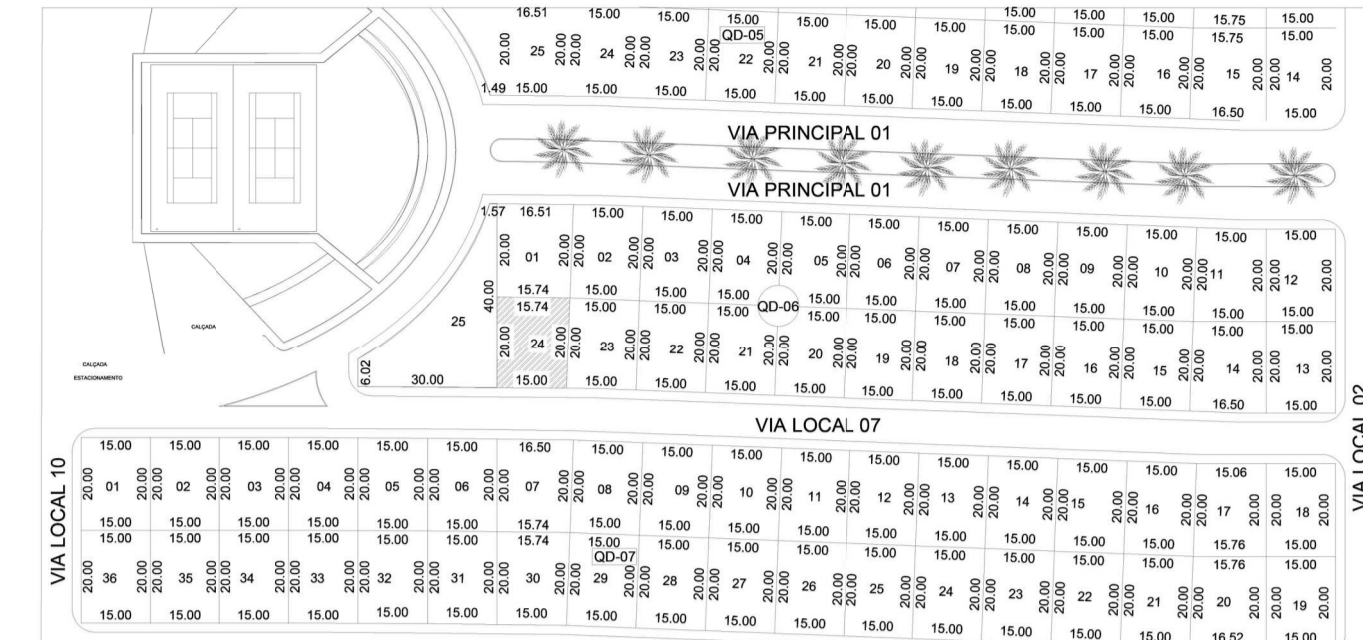 16.51 15.00 15.00 15.00 15.00 15.00 15.00 15.75 15.00
QD-05 15.00 15.00 15.00 15.75 15.00
20.00 25 20.00 20.00 24 20.00 20.00 23 20.00 20.00 22 20.00 20.00 21 20.00 20.00 20 20.00 20.00 19 20.00 20.00 18 20.00 20.00 17 20.00 20.00 16 20.00 20.00 15 20.00 20.00 14 20.00
1.49 15.00 15.00 15.00 15.00 15.00 15.00 15.00 15.00 15.00 15.00 16.50 15.00
VIA PRINCIPAL 01
VIA PRINCIPAL 01
1.57 16.51 15.00 15.00 15.00 15.00 15.00 15.00 15.00 15.00 15.00 15.00 15.00
20.00 01 20.00 20.00 02 20.00 20.00 03 20.00 20.00 04 20.00 20.00 05 20.00 20.00 06 20.00 20.00 07 20.00 20.00 08 20.00 20.00 09 20.00 20.00 10 20.00 20.00 11 20.00 20.00 12 20.00
15.74 15.00 15.00 15.00 15.00 15.00 15.00 15.00 15.00 15.00 15.00 15.00
40.00
QD-06
15.74 15.00 15.00 15.00 15.00 15.00 15.00 15.00 15.00 15.00 15.00 15.00
25
20.00 24 20.00 20.00 23 20.00 20.00 22 20.00 20.00 21 20.00 20.00 20 20.00 20.00 19 20.00 20.00 18 20.00 20.00 17 20.00 20.00 16 20.00 20.00 15 20.00 20.00 14 20.00 20.00 13 20.00
CALÇADA
CALÇADA
ESTACIONAMENTO
6.02 30.00 15.00 15.00 15.00 15.00 15.00 15.00 15.00 15.00 15.00 15.00 16.50 15.00
VIA LOCAL 07
VIA LOCAL 02
VIA LOCAL 10
15.00 15.00 15.00 15.00 15.00 15.00 16.50 15.00 15.00 15.00 15.00 15.00 15.00 15.00 15.00 15.00 15.06 15.00
20.00 01 20.00 20.00 02 20.00 20.00 03 20.00 20.00 04 20.00 20.00 05 20.00 20.00 06 20.00 20.00 07 20.00 20.00 08 20.00 20.00 09 20.00 20.00 10 20.00 20.00 11 20.00 20.00 12 20.00 20.00 13 20.00 20.00 14 20.00 20.00 15 20.00 20.00 16 20.00 20.00 17 20.00 20.00 18 20.00
15.00 15.00 15.00 15.00 15.00 15.00 15.74 15.00 15.00 15.00 15.00 15.00 15.00 15.00 15.00 15.00 15.76 15.00
15.00 15.00 15.00 15.00 15.00 15.00 15.74 15.00 15.00 15.00 15.00 15.00 15.00 15.00 15.00 15.00 15.76 15.00
QD-07
20.00 36 20.00 20.00 35 20.00 20.00 34 20.00 20.00 33 20.00 20.00 32 20.00 20.00 31 20.00 20.00 30 20.00 20.00 29 20.00 20.00 28 20.00 20.00 27 20.00 20.00 26 20.00 20.00 25 20.00 20.00 24 20.00 20.00 23 20.00 20.00 22 20.00 20.00 21 20.00 20.00 20 20.00 20.00 19 20.00
15.00 15.00 15.00 15.00 15.00 15.00 15.00 15.00 15.00 15.00 15.00 15.00 15.00 15.00 15.00 15.00 16.52 15.00